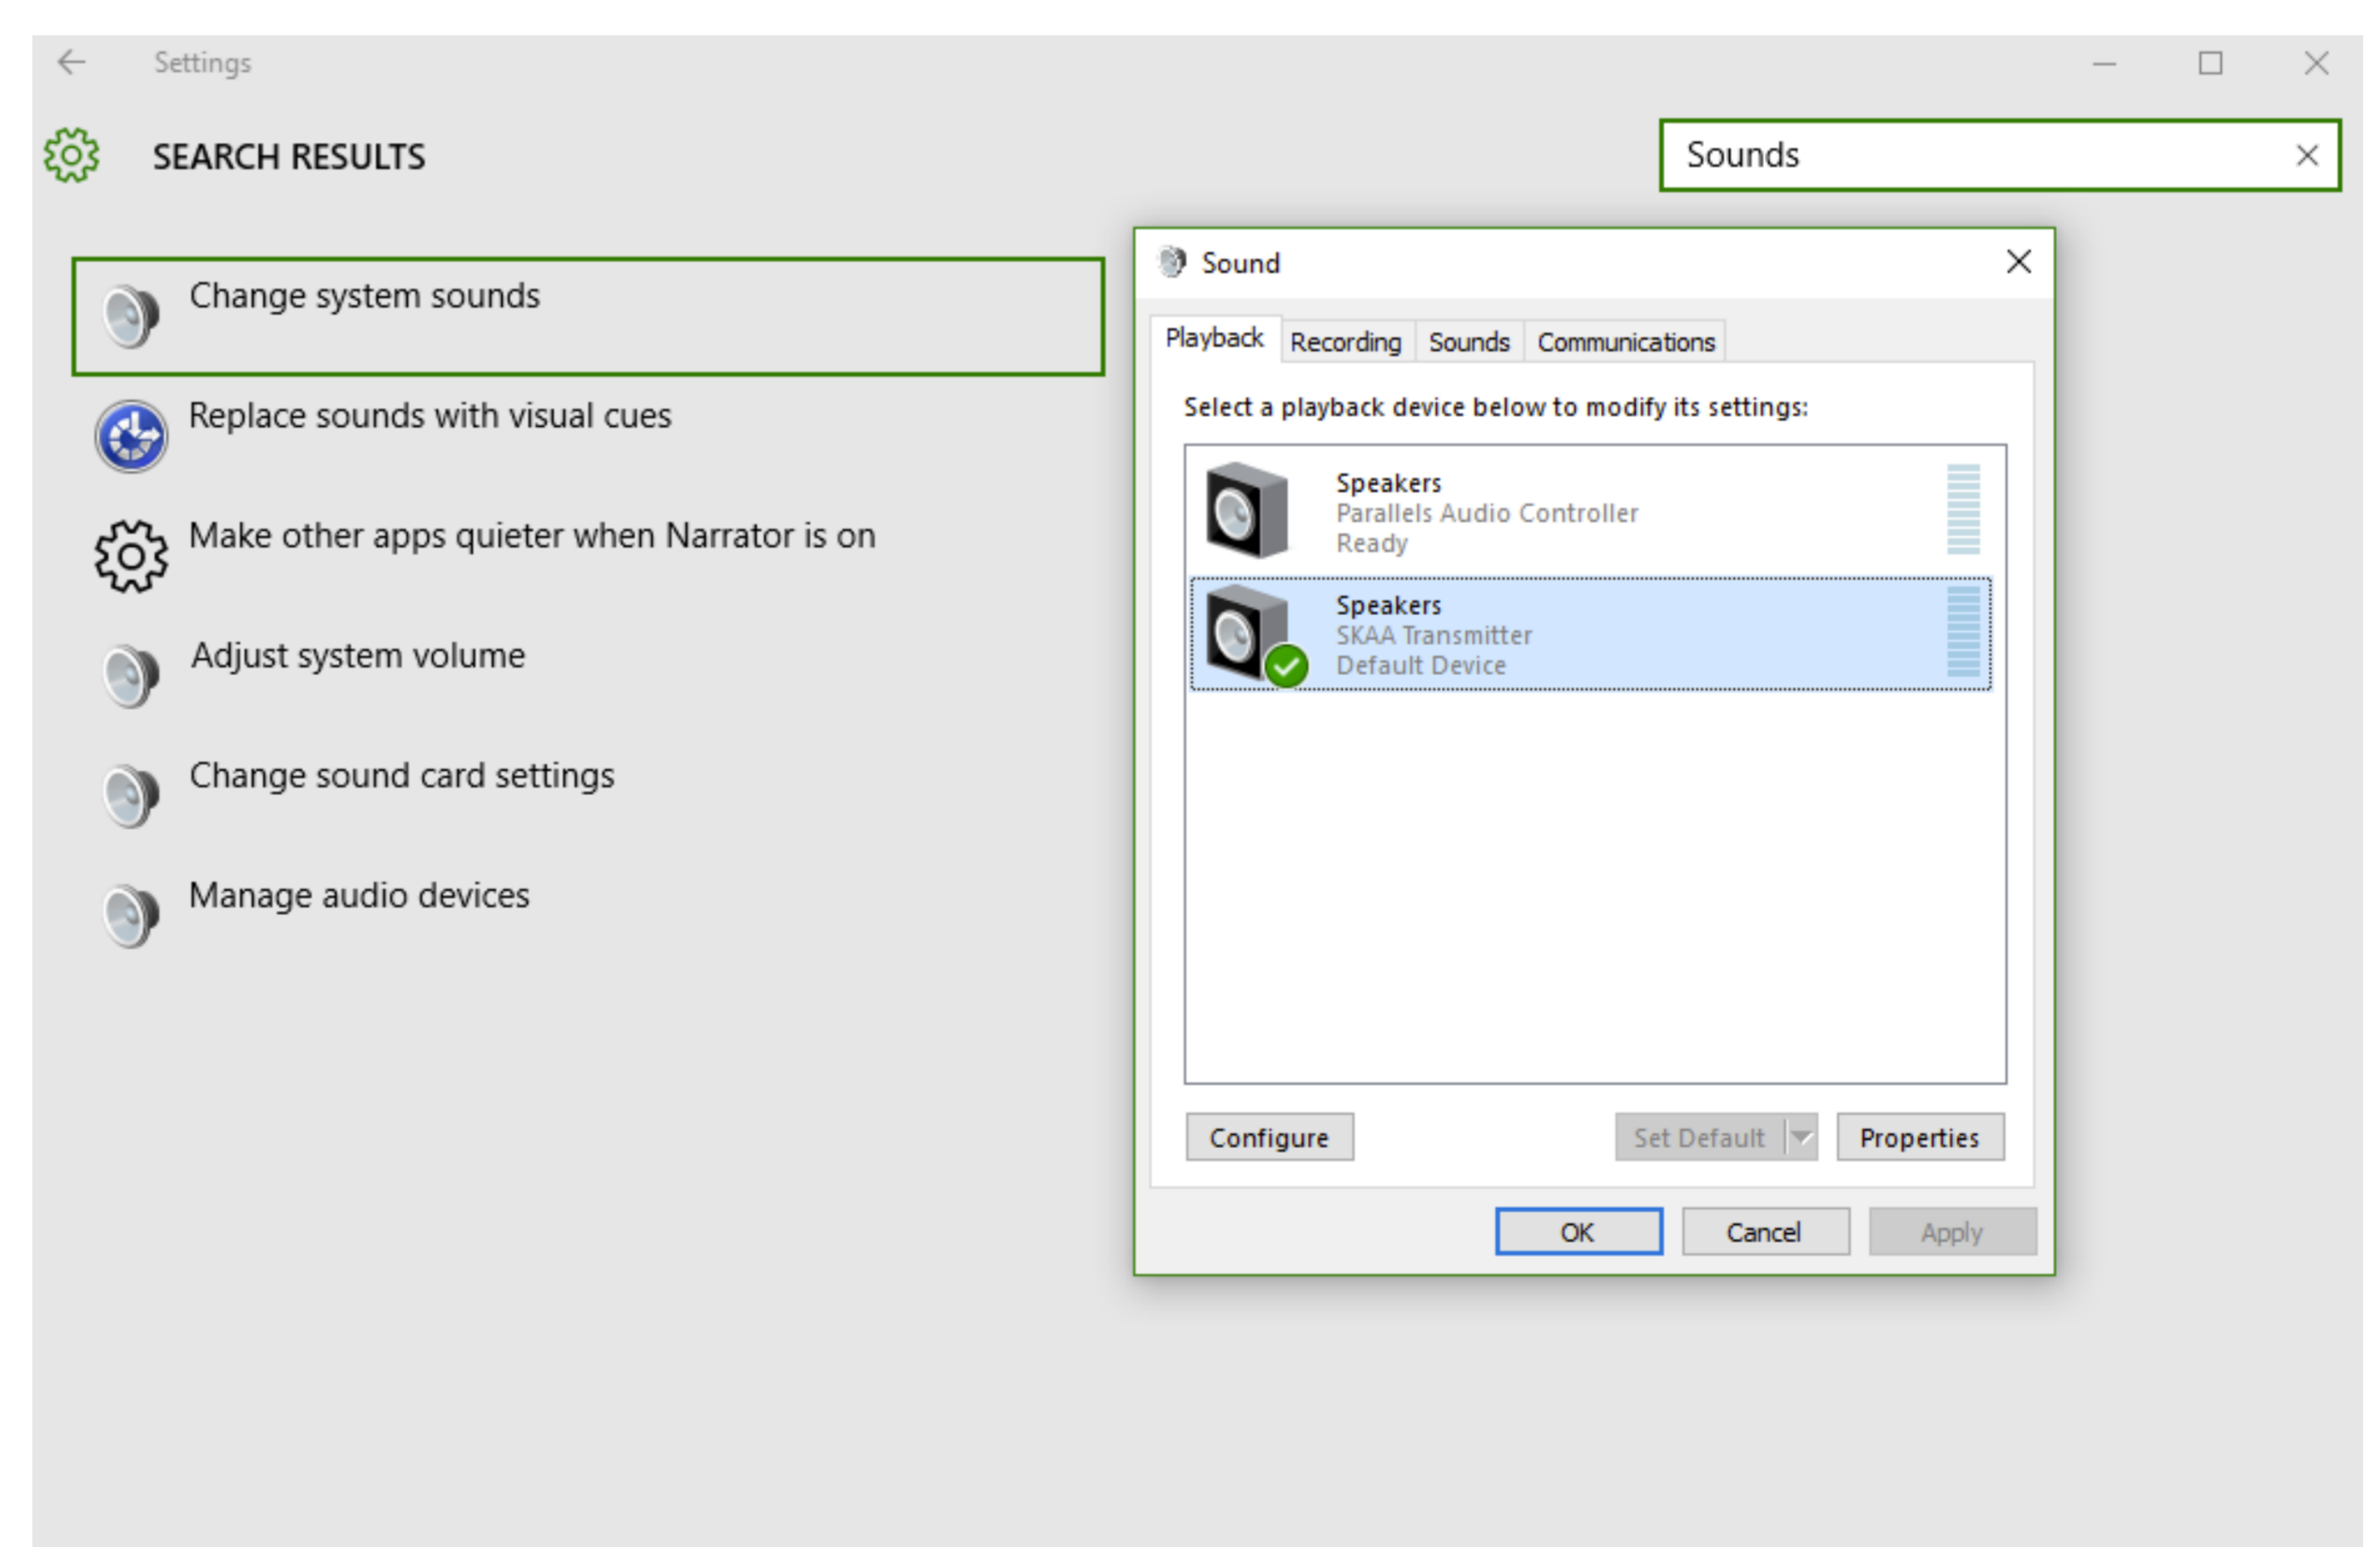 Settings
SEARCH RESULTS
Sounds
Change system sounds
Replace sounds with visual cues
Make other apps quieter when Narrator is on
Adjust system volume
Change sound card settings
Manage audio devices
Sound
Playback Recording Sounds Communications
Select a playback device below to modify its settings:
Speakers
Parallels Audio Controller
Ready
Speakers
SKAA Transmitter
Default Device
Configure Set Default Properties
OK Cancel Apply